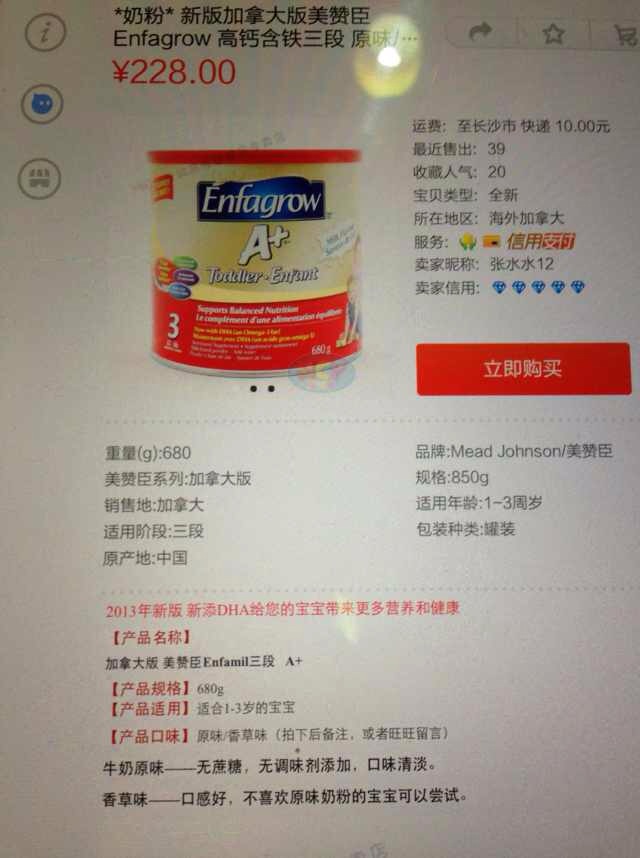 *奶粉* 新版加拿大版美赞臣
Enfagrow 高钙含铁三段 原味/…
¥228.00
运费: 至长沙市 快递 10.00元
最近售出: 39
收藏人气: 20
宝贝类型: 全新
所在地区: 海外加拿大
服务: 信用支付
卖家昵称: 张水水12
卖家信用:
立即购买
Enfagrow
A+
Toddler·Enfant
Supports Balanced Nutrition
Le complément d'une alimentation équilibrée
Now with DHA (an Omega-3 fat)
3
680 g
重量(g):680
美赞臣系列:加拿大版
销售地:加拿大
适用阶段:三段
原产地:中国
品牌:Mead Johnson/美赞臣
规格:850g
适用年龄:1~3周岁
包装种类:罐装
2013年新版 新添DHA给您的宝宝带来更多营养和健康
【产品名称】
加拿大版 美赞臣Enfamil三段 A+
【产品规格】680g
【产品适用】适合1-3岁的宝宝
【产品口味】原味/香草味（拍下后备注，或者旺旺留言）
牛奶原味——无蔗糖，无调味剂添加，口味清淡。
香草味——口感好，不喜欢原味奶粉的宝宝可以尝试。